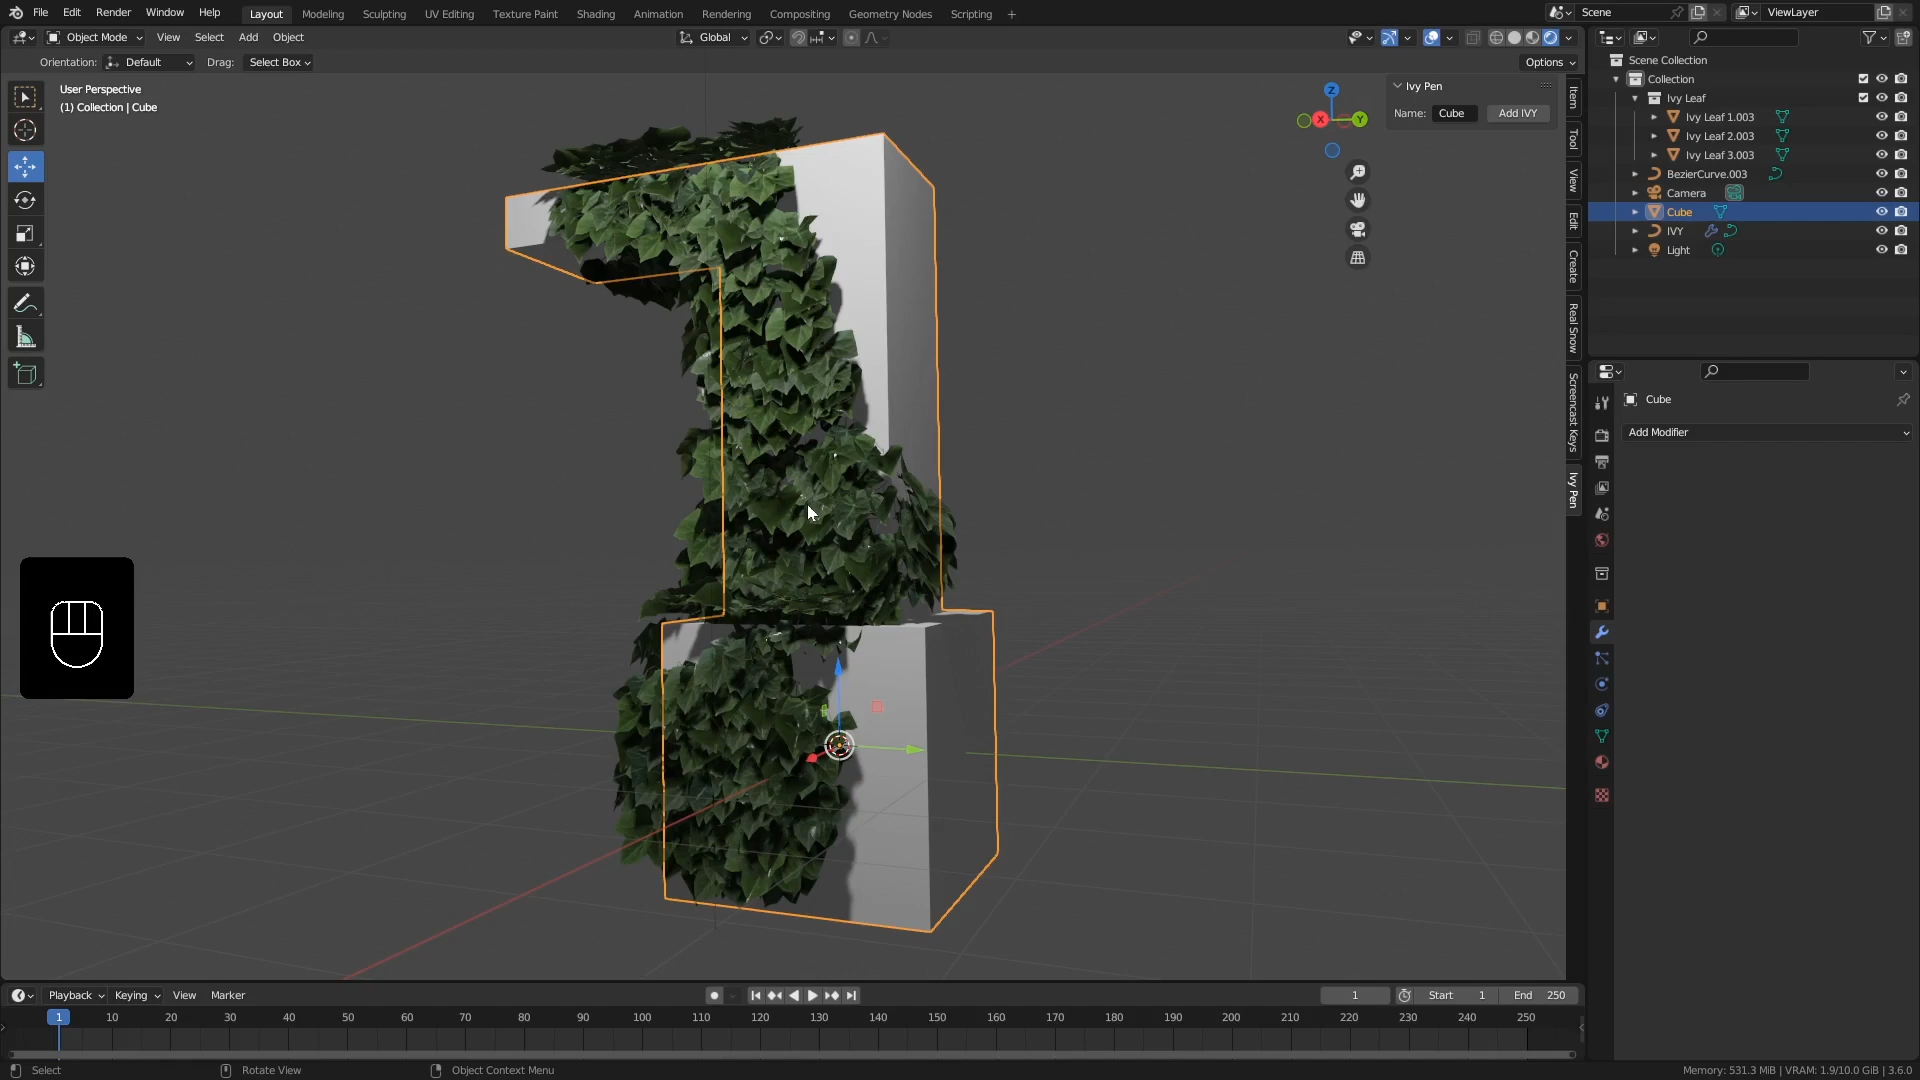 File Edit Render Window Help Layout Modeling Sculpting UV Editing Texture Paint Shading Animation Rendering Compositing Geometry Nodes Scripting + Scene ViewLayer
Object Mode View Select Add Object Global
Orientation: Default Drag: Select Box Options
User Perspective
(1) Collection | Cube
Z
X
Y
Ivy Pen
Name: Cube Add IVY
Item
Tool
View
Edit
Create
Real Snow
Screencast Keys
Ivy Pen
Scene Collection
Collection
Ivy Leaf
Ivy Leaf 1.003
Ivy Leaf 2.003
Ivy Leaf 3.003
BezierCurve.003
Camera
Cube
IVY
Light
Cube
Add Modifier
Playback Keying View Marker 1 Start 1 End 250
1 10 20 30 40 50 60 70 80 90 100 110 120 130 140 150 160 170 180 190 200 210 220 230 240 250
Select Rotate View Object Context Menu Memory: 531.3 MiB | VRAM: 1.9/10.0 GiB | 3.6.0